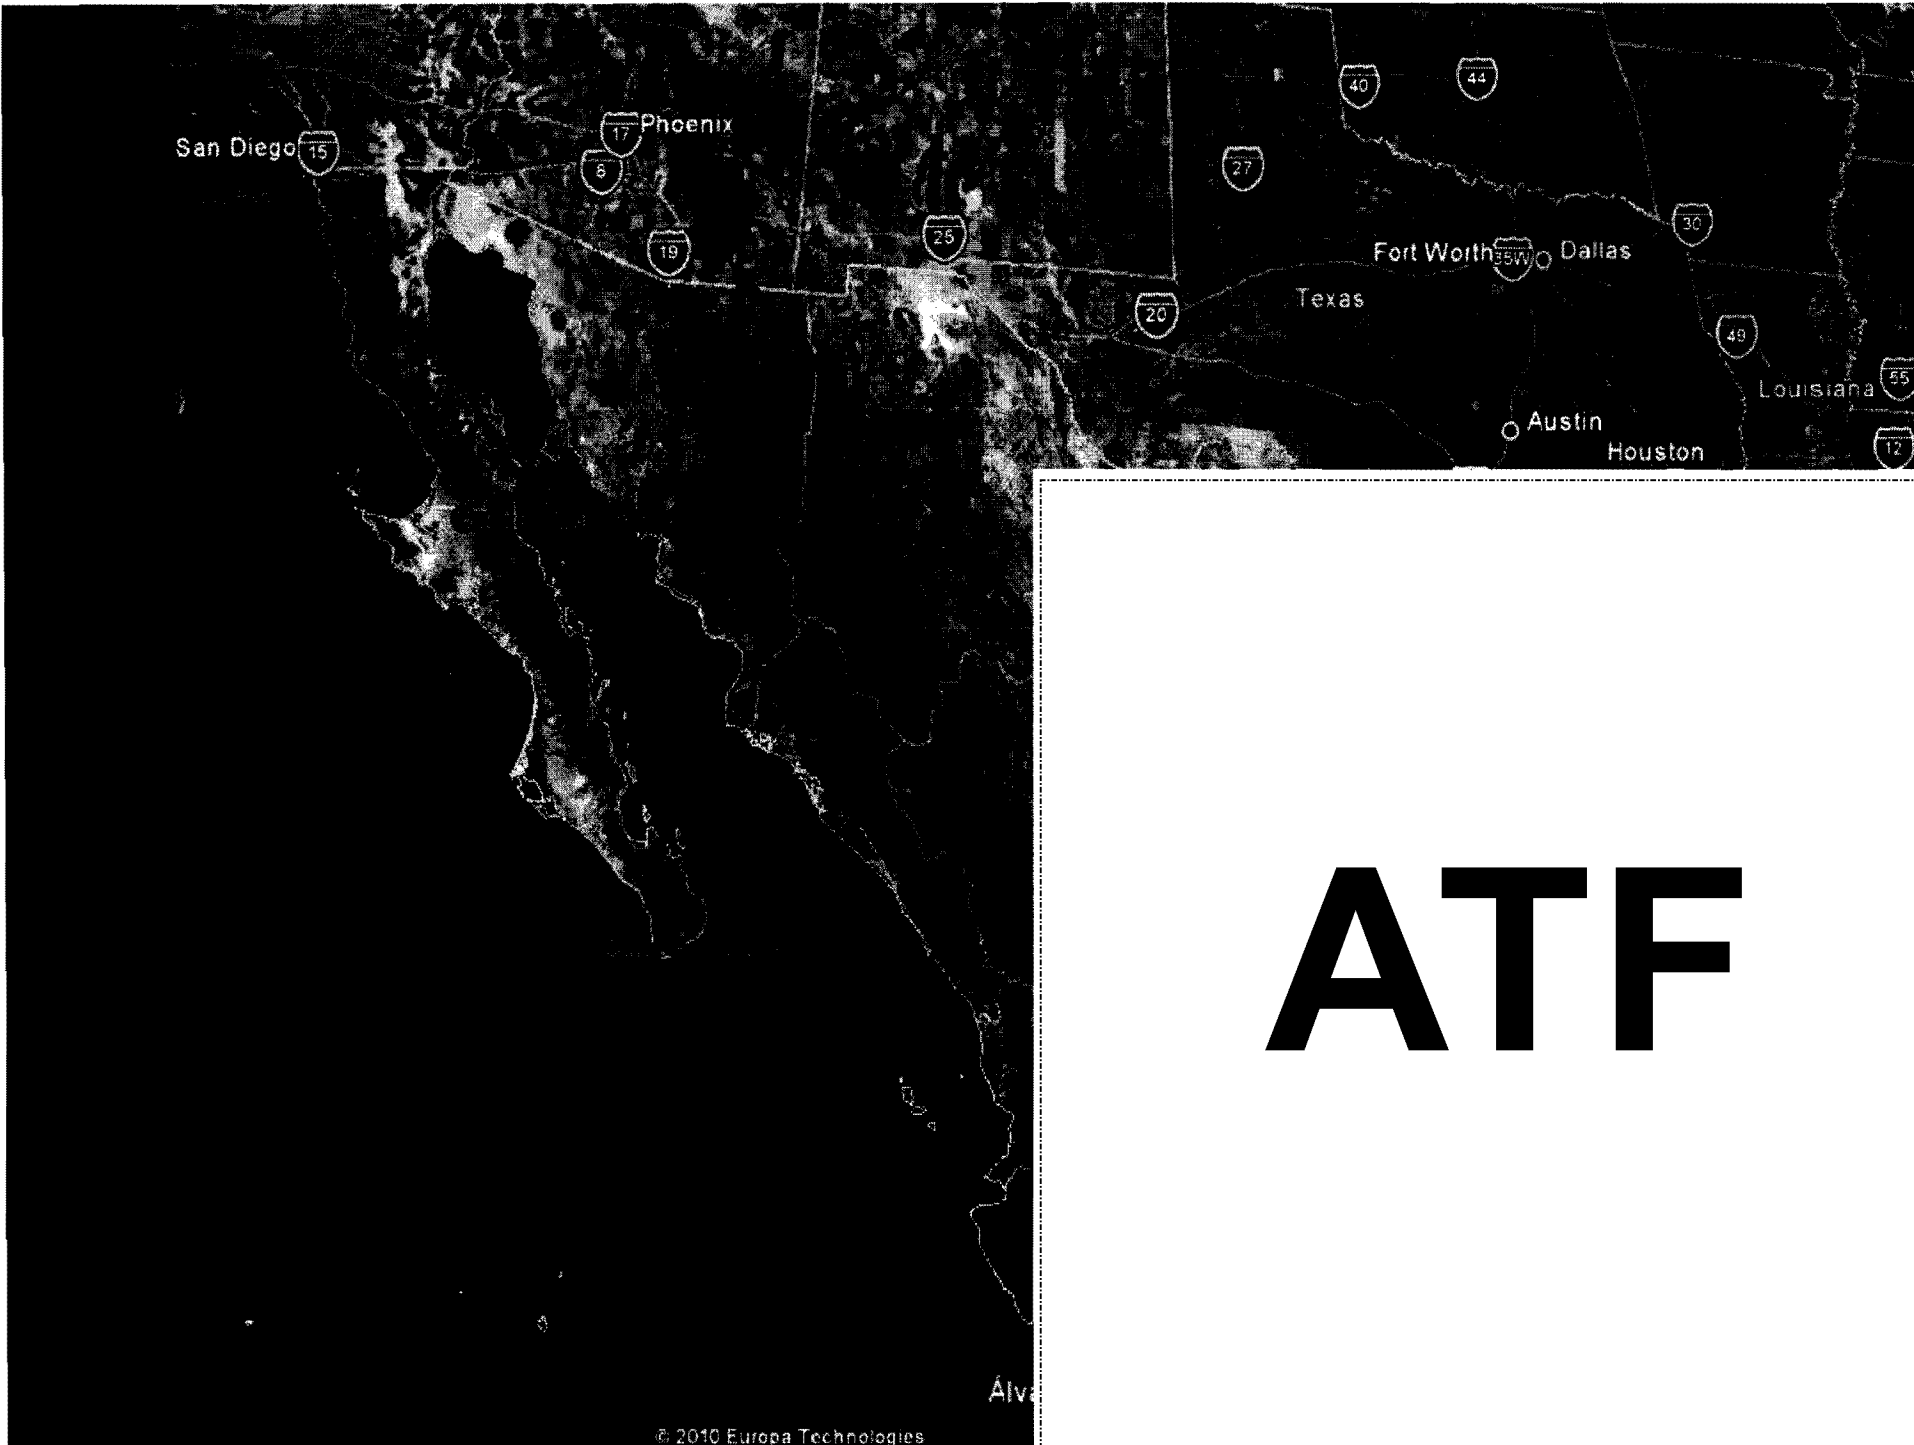 40
44
17 Phoenix
San Diego 15
8
27
30
25
19
Fort Worth 35W Dallas
Texas
20
49
Louisiana 55
Austin
Houston
12
ATF
Álva
© 2010 Europa Technologies